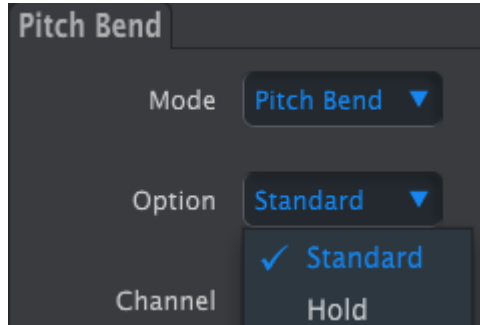 Pitch Bend
Mode Pitch Bend
Option Standard
Standard
Channel
Hold